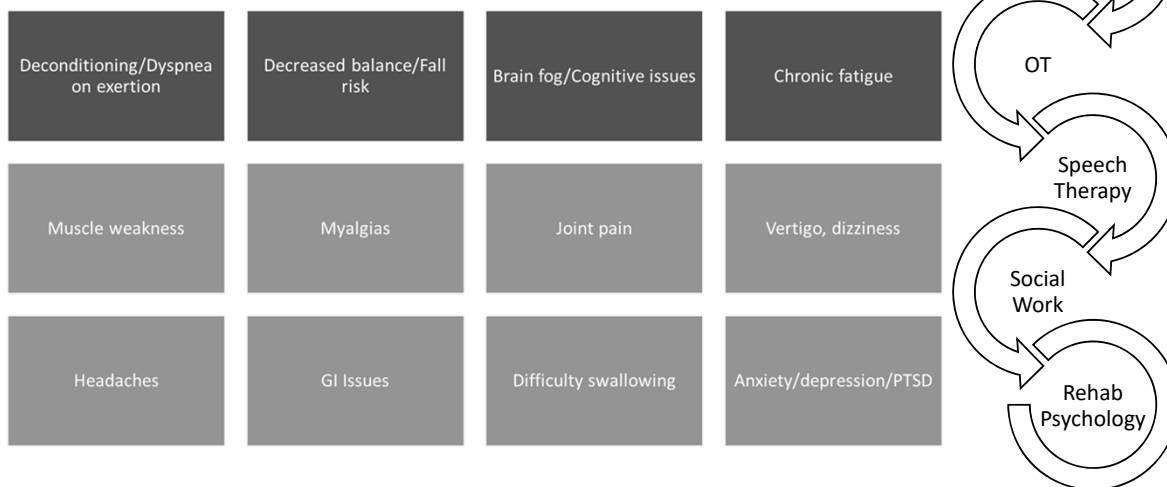 Deconditioning/Dyspnea
on exertion
Decreased balance/Fall
risk
Brain fog/Cognitive issues
Chronic fatigue
Muscle weakness
Myalgias
Joint pain
Vertigo, dizziness
Headaches
GI Issues
Difficulty swallowing
Anxiety/depression/PTSD
OT
Speech
Therapy
Social
Work
Rehab
Psychology